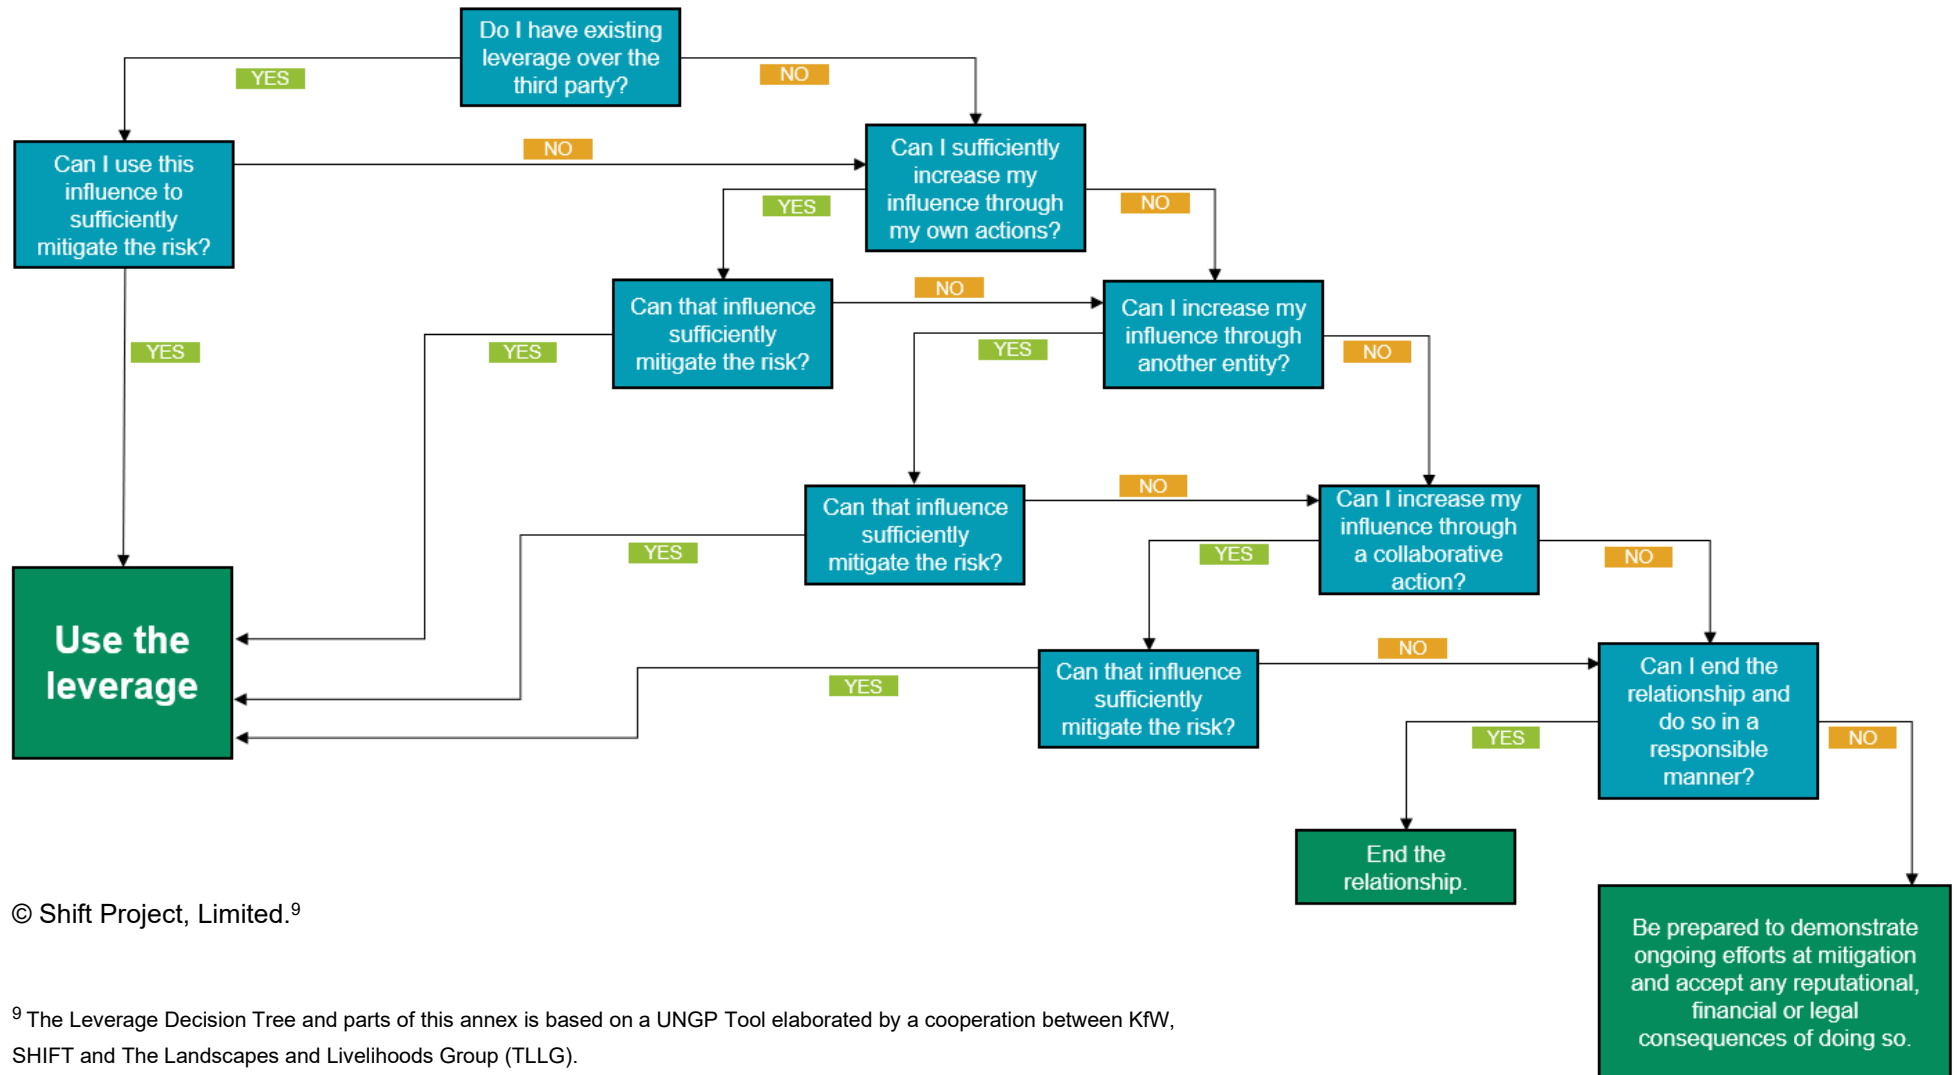 Do I have existing
leverage over the
third party?
YES
NO
Can I use this
influence to
sufficiently
mitigate the risk?
NO
Can I sufficiently
increase my
influence through
my own actions?
YES
NO
YES
Can that influence
sufficiently
mitigate the risk?
NO
YES
Can I increase my
influence through
another entity?
YES
NO
Can that influence
sufficiently
mitigate the risk?
NO
YES
Can I increase my
influence through
a collaborative
action?
YES
NO
Use the
leverage
Can that influence
sufficiently
mitigate the risk?
NO
YES
Can I end the
relationship and
do so in a
responsible
manner?
YES
NO
End the
relationship.
Be prepared to demonstrate
ongoing efforts at mitigation
and accept any reputational,
financial or legal
consequences of doing so.
© Shift Project, Limited.⁹
⁹ The Leverage Decision Tree and parts of this annex is based on a UNGP Tool elaborated by a cooperation between KfW,
SHIFT and The Landscapes and Livelihoods Group (TLLG).